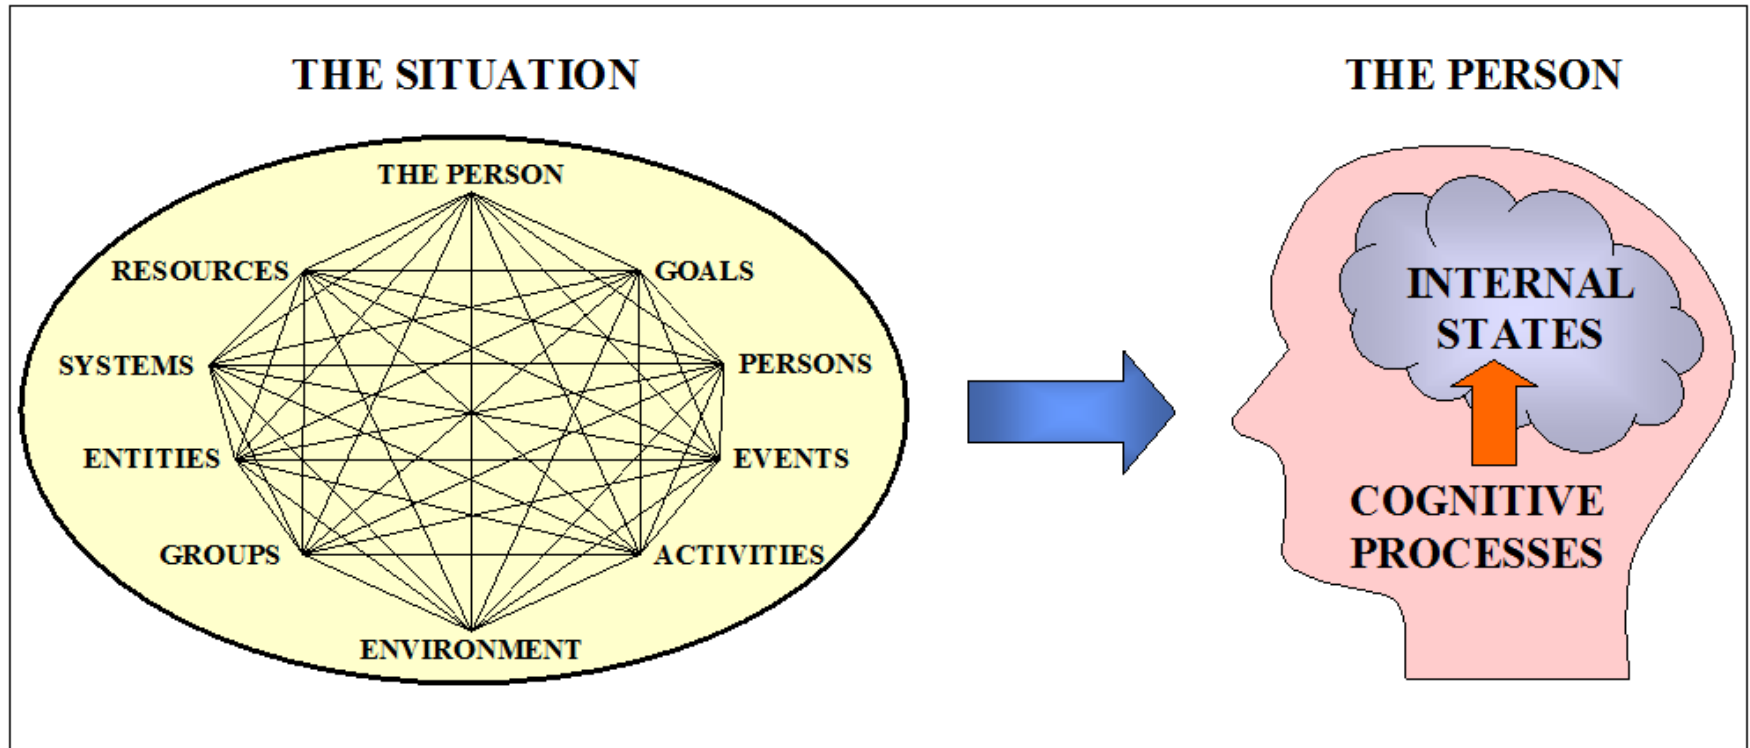 THE SITUATION
THE PERSON
THE PERSON
RESOURCES
GOALS
SYSTEMS
PERSONS
ENTITIES
EVENTS
GROUPS
ACTIVITIES
ENVIRONMENT
INTERNAL
STATES
COGNITIVE
PROCESSES